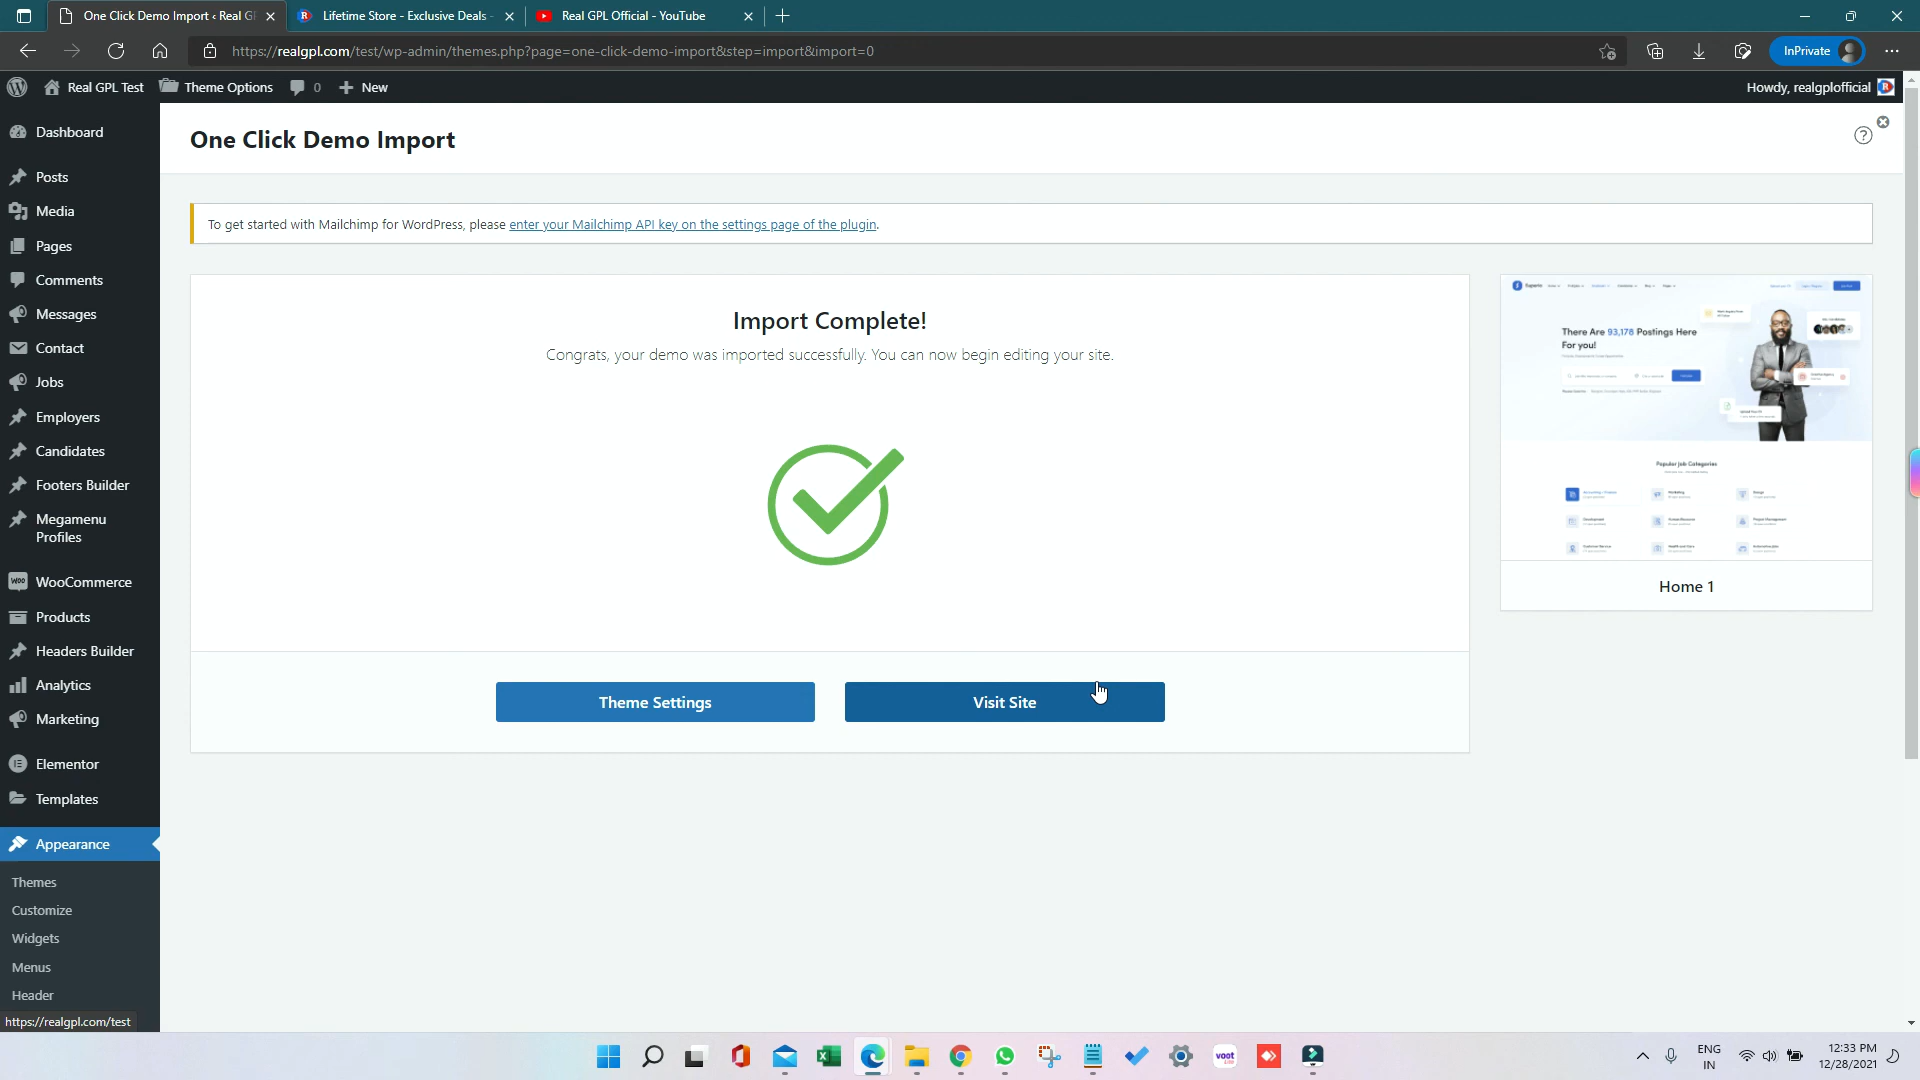 One Click Demo Import ‹ Real G
Lifetime Store - Exclusive Deals -
Real GPL Official - YouTube
https://realgpl.com/test/wp-admin/themes.php?page=one-click-demo-import&step=import&import=0
InPrivate
Real GPL Test
Theme Options
0
New
Howdy, realgplofficial
Dashboard
Posts
Media
Pages
Comments
Messages
Contact
Jobs
Employers
Candidates
Footers Builder
Megamenu
Profiles
WooCommerce
Products
Headers Builder
Analytics
Marketing
Elementor
Templates
Appearance
Themes
Customize
Widgets
Menus
Header
https://realgpl.com/test
One Click Demo Import
To get started with Mailchimp for WordPress, please enter your Mailchimp API key on the settings page of the plugin.
Import Complete!
Congrats, your demo was imported successfully. You can now begin editing your site.
Theme Settings
Visit Site
There Are 93,178 Postings Here
For you!
Popular Job Categories
Home 1
voot
ENG
IN
12:33 PM
12/28/2021